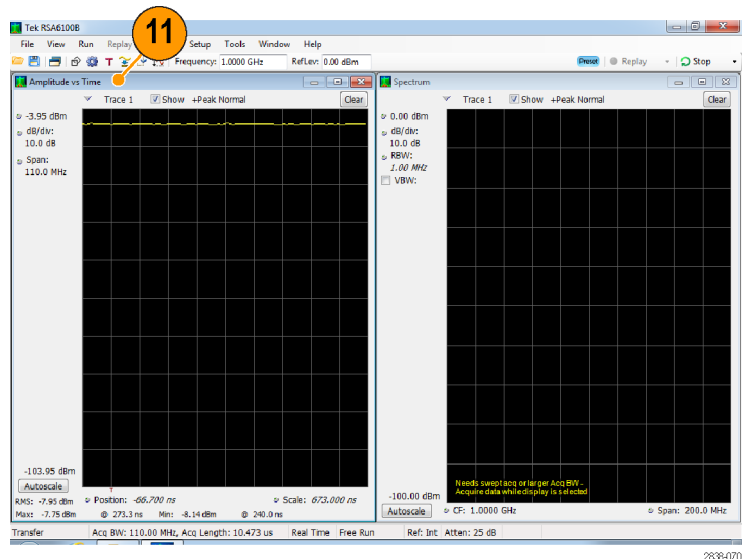 Tek RSA6100B
11
File View Run Replay Setup Tools Window Help
T Frequency: 1.0000 GHz RefLev: 0.00 dBm Preset Replay Stop
Amplitude vs Time
Trace 1 Show +Peak Normal Clear
-3.95 dBm
dB/div:
10.0 dB
Span:
110.0 MHz
-103.95 dBm
Autoscale
Position: -66.700 ns Scale: 673.000 ns
RMS: -7.95 dBm
Max: -7.75 dBm @ 273.3 ns Min: -8.14 dBm @ 240.0 ns
Spectrum
Trace 1 Show +Peak Normal Clear
0.00 dBm
dB/div:
10.0 dB
RBW:
1.00 MHz
VBW:
Needs swept acq or larger Acq BW -
Acquire data while display is selected
-100.00 dBm
Autoscale CF: 1.0000 GHz Span: 200.0 MHz
Transfer Acq BW: 110.00 MHz, Acq Length: 10.473 us Real Time Free Run Ref: Int Atten: 25 dB
2838-070